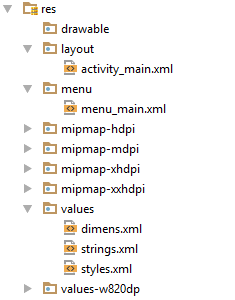 res
drawable
layout
activity_main.xml
menu
menu_main.xml
mipmap-hdpi
mipmap-mdpi
mipmap-xhdpi
mipmap-xxhdpi
values
dimens.xml
strings.xml
styles.xml
values-w820dp